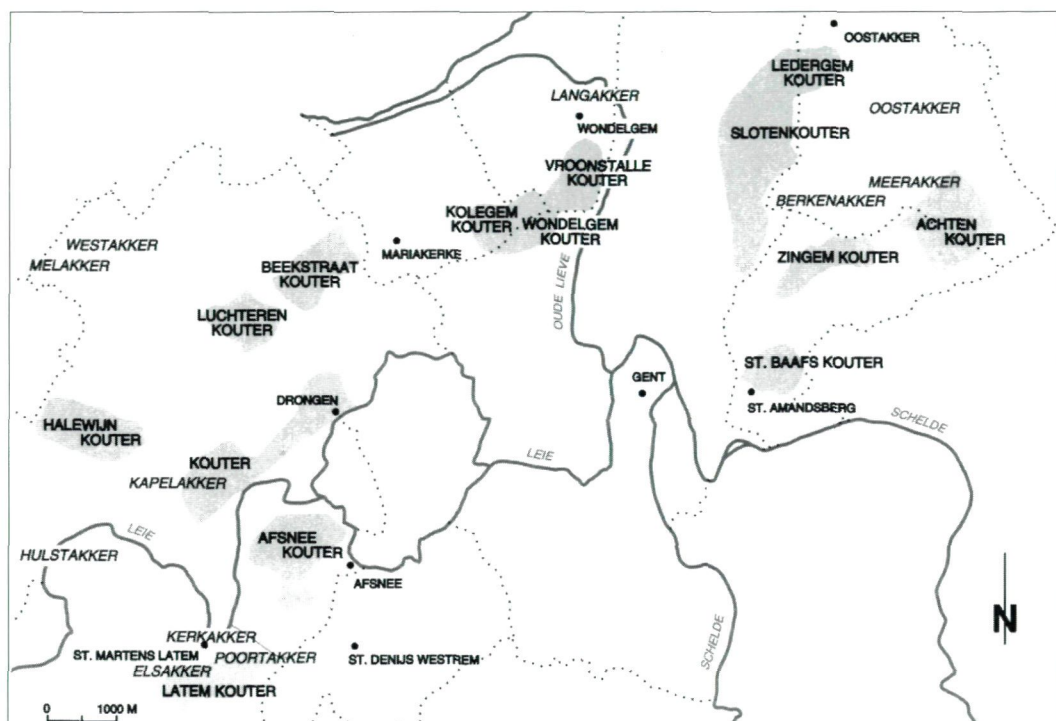 OOSTAKKER
LEDERGEM
KOUTER
LANGAKKER
OOSTAKKER
WONDELGEM
SLOTENKOUTER
VROONSTALLE
KOUTER
MEERAKKER
BERKENAKKER
KOLEGEM
KOUTER
WONDELGEM
KOUTER
ACHTEN
KOUTER
WESTAKKER
MARIAKERKE
ZINGEM KOUTER
MELAKKER
BEEKSTRAAT
KOUTER
OUDE LIEVE
LUCHTEREN
KOUTER
ST. BAAFS KOUTER
GENT
DRONGEN
ST. AMANDSBERG
SCHELDE
HALEWIJN
KOUTER
LEIE
KOUTER
KAPELAKKER
LEIE
AFSNEE
KOUTER
HULSTAKKER
AFSNEE
N
KERKAKKER
ST. MARTENS LATEM
POORTAKKER
ST. DENIJS WESTREM
SCHELDE
ELSAKKER
LATEM KOUTER
0 1000 M